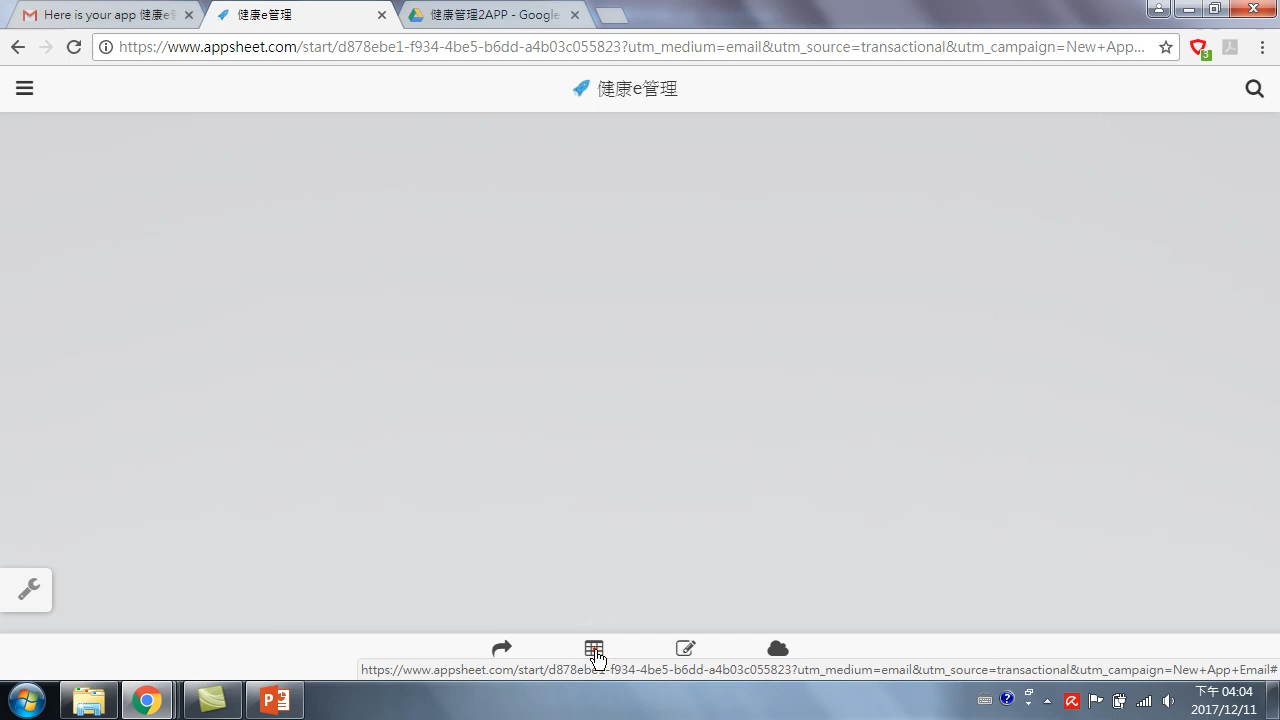 Here is your app 健康e
健康e管理
健康管理2APP - Google
https://www.appsheet.com/start/d878ebe1-f934-4be5-b6dd-a4b03c055823?utm_medium=email&utm_source=transactional&utm_campaign=New+App...
3
健康e管理
https://www.appsheet.com/start/d878ebe1-f934-4be5-b6dd-a4b03c055823?utm_medium=email&utm_source=transactional&utm_campaign=New+App+Email#
下午 04:04
2017/12/11